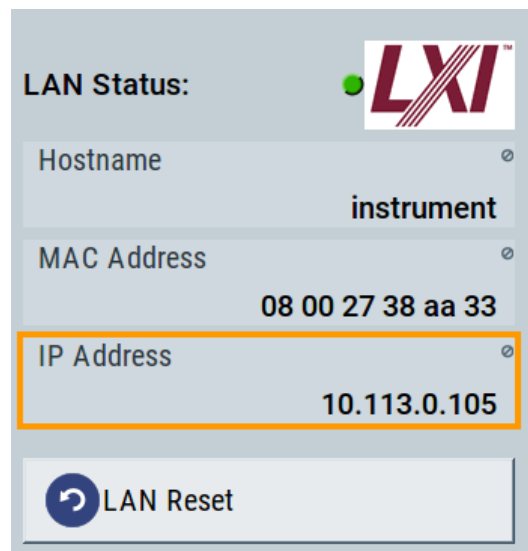 LAN Status:
LXI™
Hostname
instrument
MAC Address
08 00 27 38 aa 33
IP Address
10.113.0.105
LAN Reset